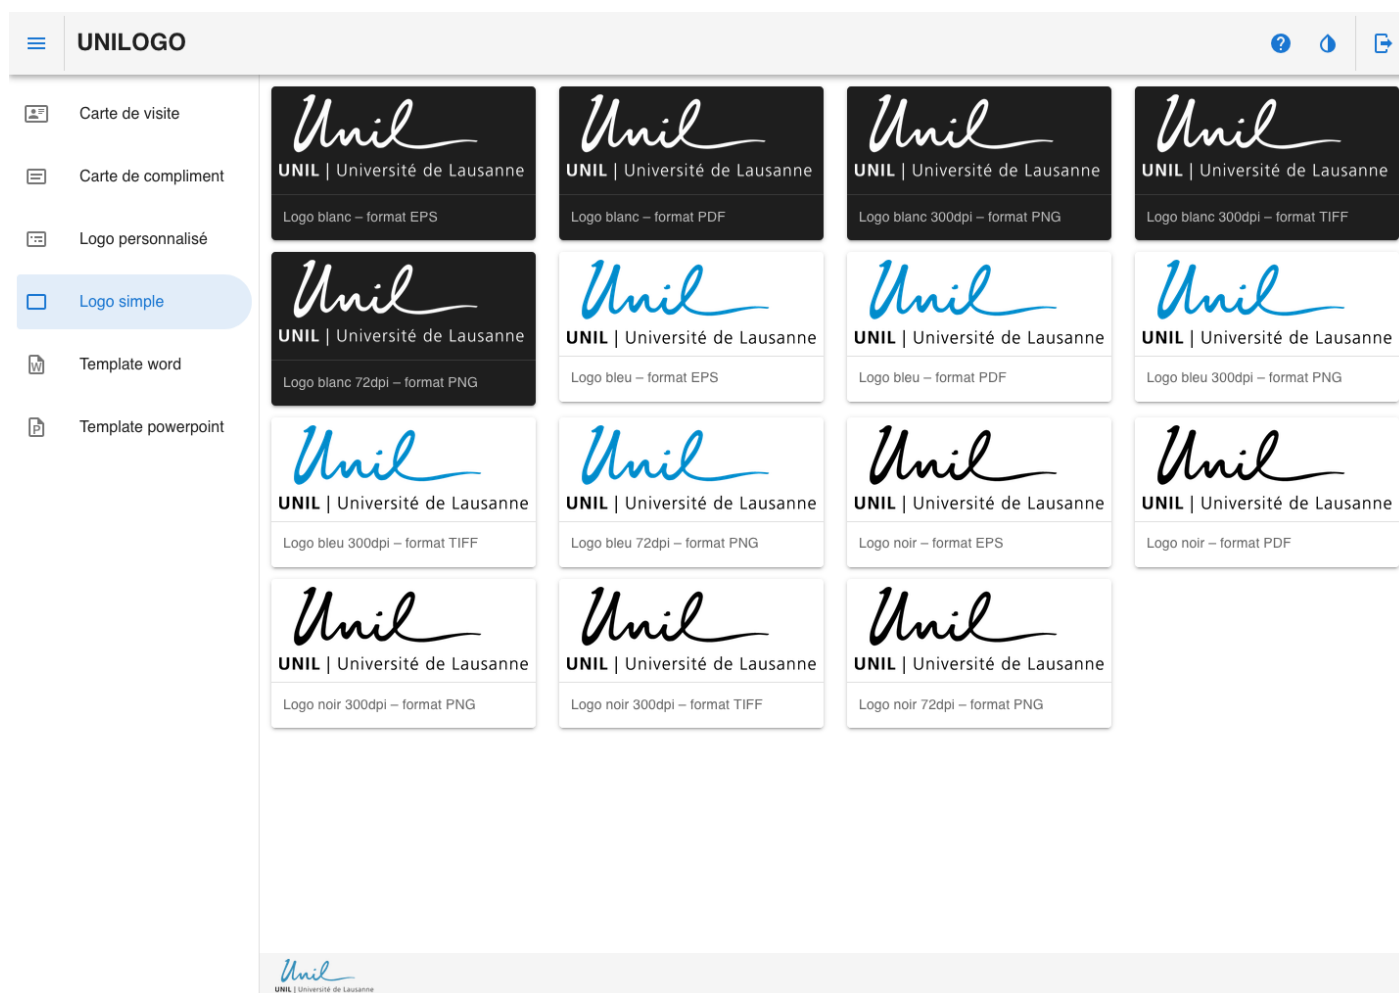 UNILOGO
Carte de visite
Carte de compliment
Logo personnalisé
Logo simple
Template word
Template powerpoint
Unil
UNIL | Université de Lausanne
Logo blanc – format EPS
Unil
UNIL | Université de Lausanne
Logo blanc – format PDF
Unil
UNIL | Université de Lausanne
Logo blanc 300dpi – format PNG
Unil
UNIL | Université de Lausanne
Logo blanc 300dpi – format TIFF
Unil
UNIL | Université de Lausanne
Logo blanc 72dpi – format PNG
Unil
UNIL | Université de Lausanne
Logo bleu – format EPS
Unil
UNIL | Université de Lausanne
Logo bleu – format PDF
Unil
UNIL | Université de Lausanne
Logo bleu 300dpi – format PNG
Unil
UNIL | Université de Lausanne
Logo bleu 300dpi – format TIFF
Unil
UNIL | Université de Lausanne
Logo bleu 72dpi – format PNG
Unil
UNIL | Université de Lausanne
Logo noir – format EPS
Unil
UNIL | Université de Lausanne
Logo noir – format PDF
Unil
UNIL | Université de Lausanne
Logo noir 300dpi – format PNG
Unil
UNIL | Université de Lausanne
Logo noir 300dpi – format TIFF
Unil
UNIL | Université de Lausanne
Logo noir 72dpi – format PNG
Unil
UNIL | Université de Lausanne